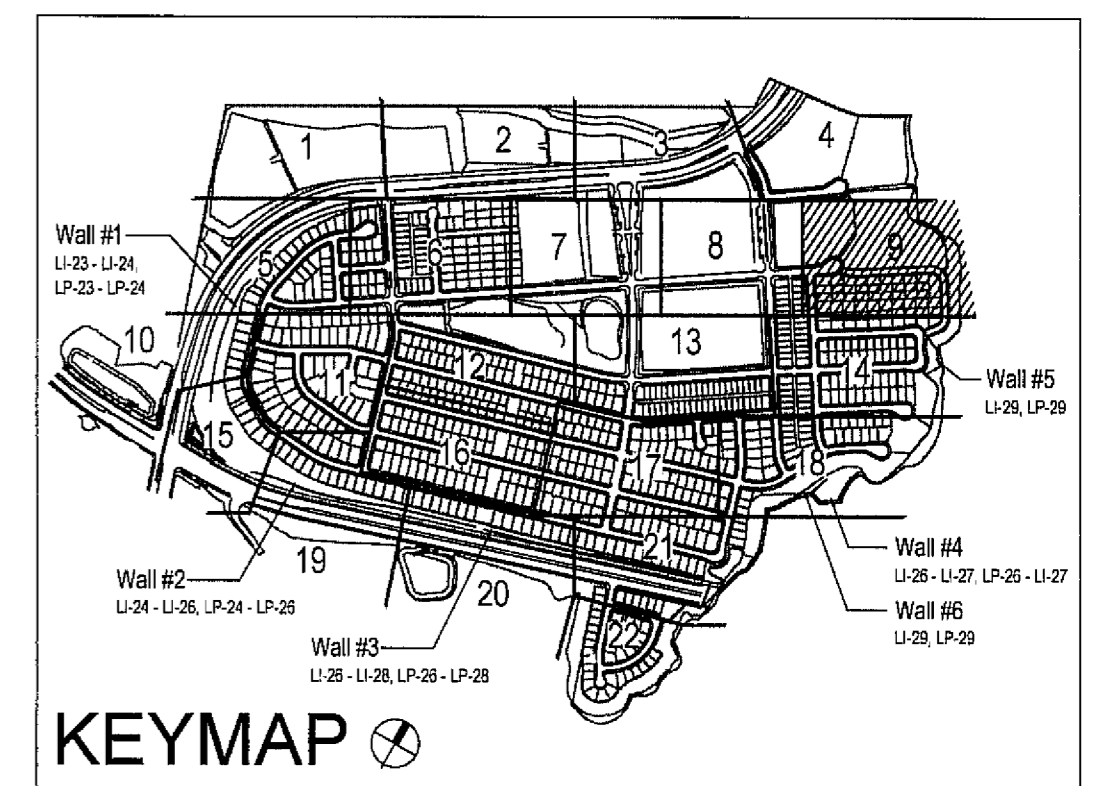 1
2
3
4
Wall #1
LI-23 - LI-24,
LP-23 - LP-24
5
6
7
8
9
10
11
12
13
14
Wall #5
LI-29, LP-29
15
16
17
18
Wall #4
LI-26 - LI-27, LP-26 - LI-27
Wall #6
LI-29, LP-29
19
20
21
22
Wall #2
LI-24 - LI-26, LP-24 - LP-26
Wall #3
LI-26 - LI-28, LP-26 - LP-28
KEYMAP